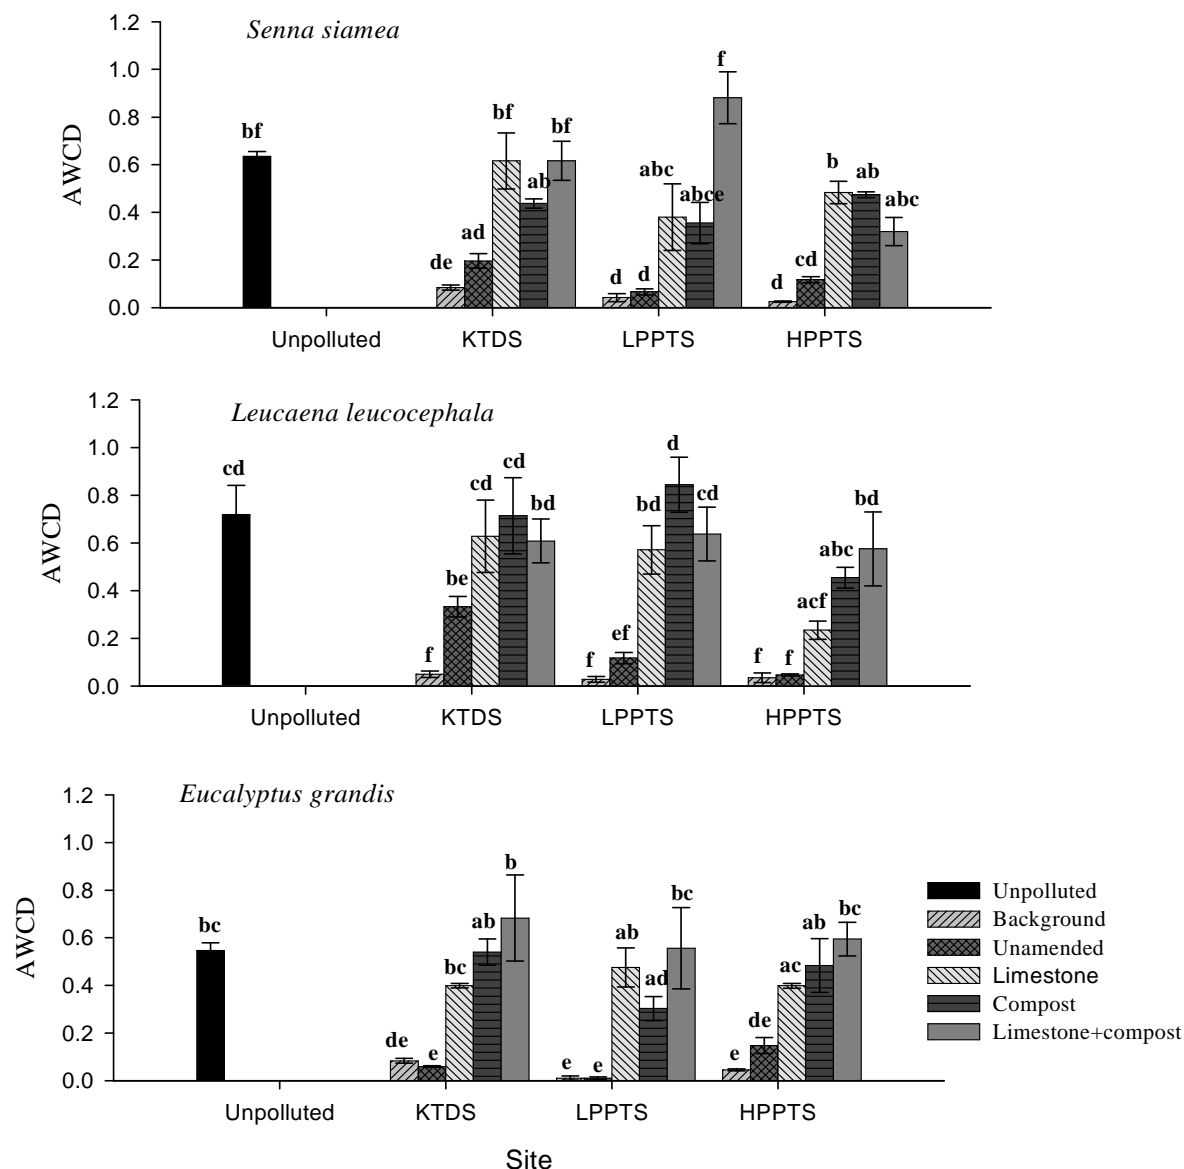 Senna siamea
1.2
1.0
0.8
0.6
0.4
0.2
0.0
AWCD
bf
de
ad
bf
ab
bf
d
d
abc
abce
f
d
cd
b
ab
abc
Unpolluted KTDS LPPTS HPPTS
Leucaena leucocephala
1.2
1.0
0.8
0.6
0.4
0.2
0.0
AWCD
cd
f
be
cd
cd
bd
f
ef
bd
d
cd
f
f
acf
abc
bd
Unpolluted KTDS LPPTS HPPTS
Eucalyptus grandis
1.2
1.0
0.8
0.6
0.4
0.2
0.0
AWCD
bc
de
e
bc
ab
b
e
e
ab
ad
bc
e
de
ac
ab
bc
Unpolluted KTDS LPPTS HPPTS
Site
Unpolluted
Background
Unamended
Limestone
Compost
Limestone+compost